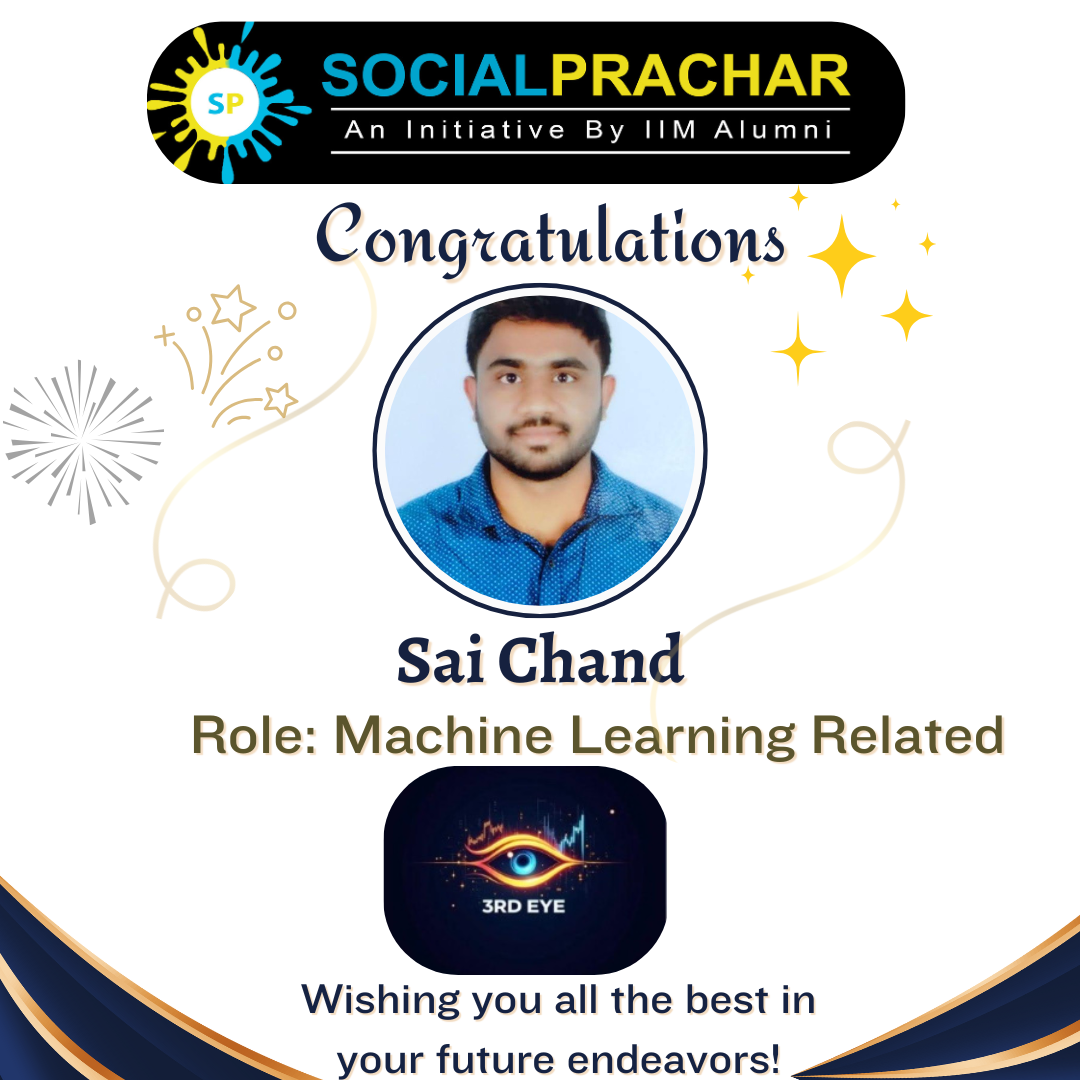 SP
SOCIALPRACHAR
An Initiative By IIM Alumni
Congratulations
Sai Chand
Role: Machine Learning Related
3RD EYE
Wishing you all the best in
your future endeavors!